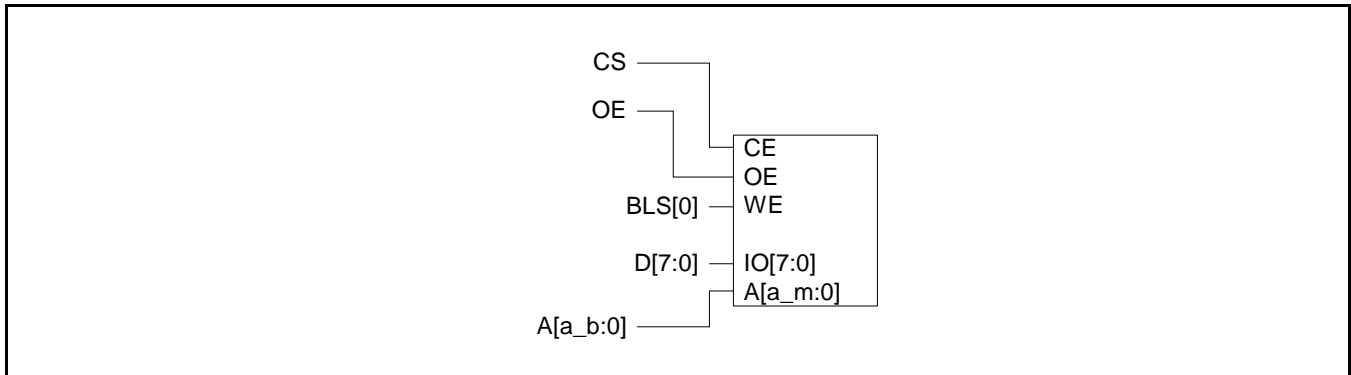 CS
OE
CE
OE
BLS[0] WE
D[7:0] IO[7:0]
A[a_m:0]
A[a_b:0]